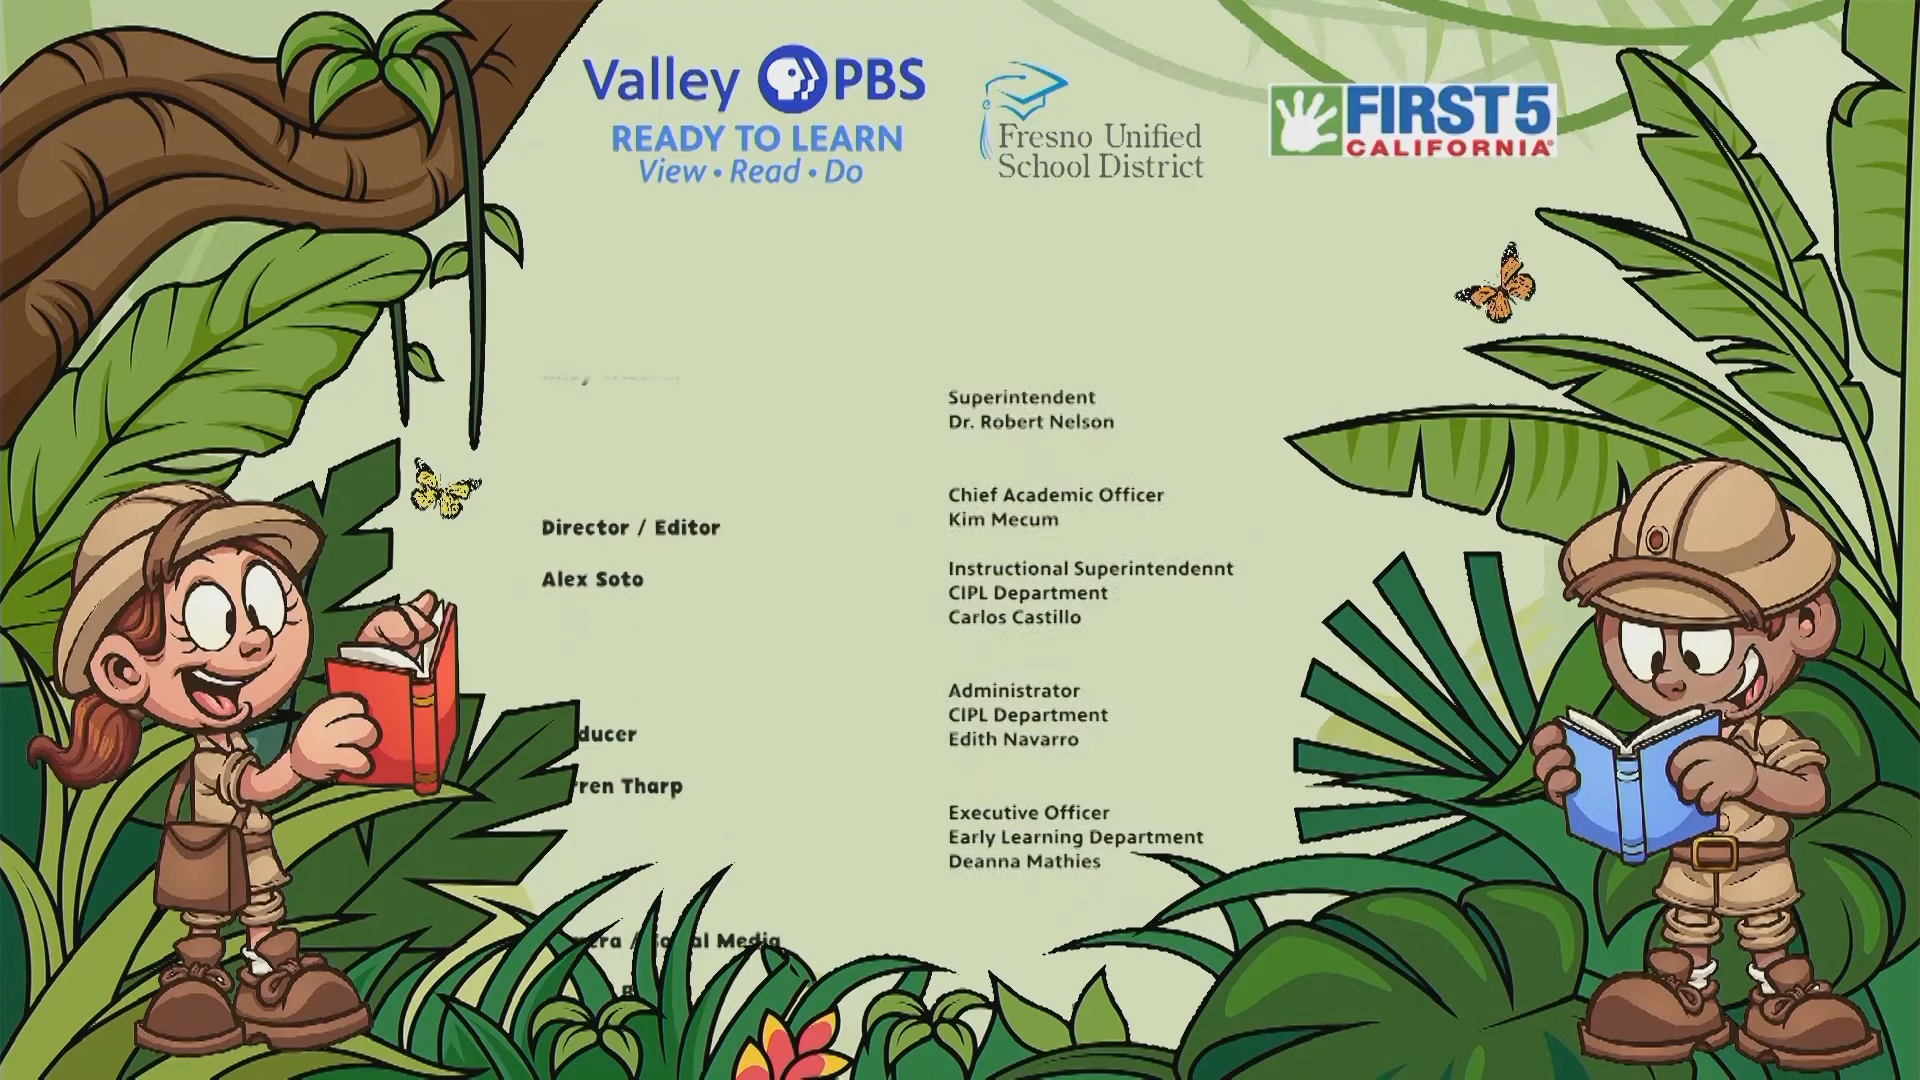 Valley PBS
READY TO LEARN
View • Read • Do
Fresno Unified
School District
FIRST 5
CALIFORNIA
Director / Editor
Alex Soto
Tharp
Media
Superintendent
Dr. Robert Nelson
Chief Academic Officer
Kim Mecum
Instructional Superintendennt
CIPL Department
Carlos Castillo
Administrator
CIPL Department
Edith Navarro
Executive Officer
Early Learning Department
Deanna Mathies